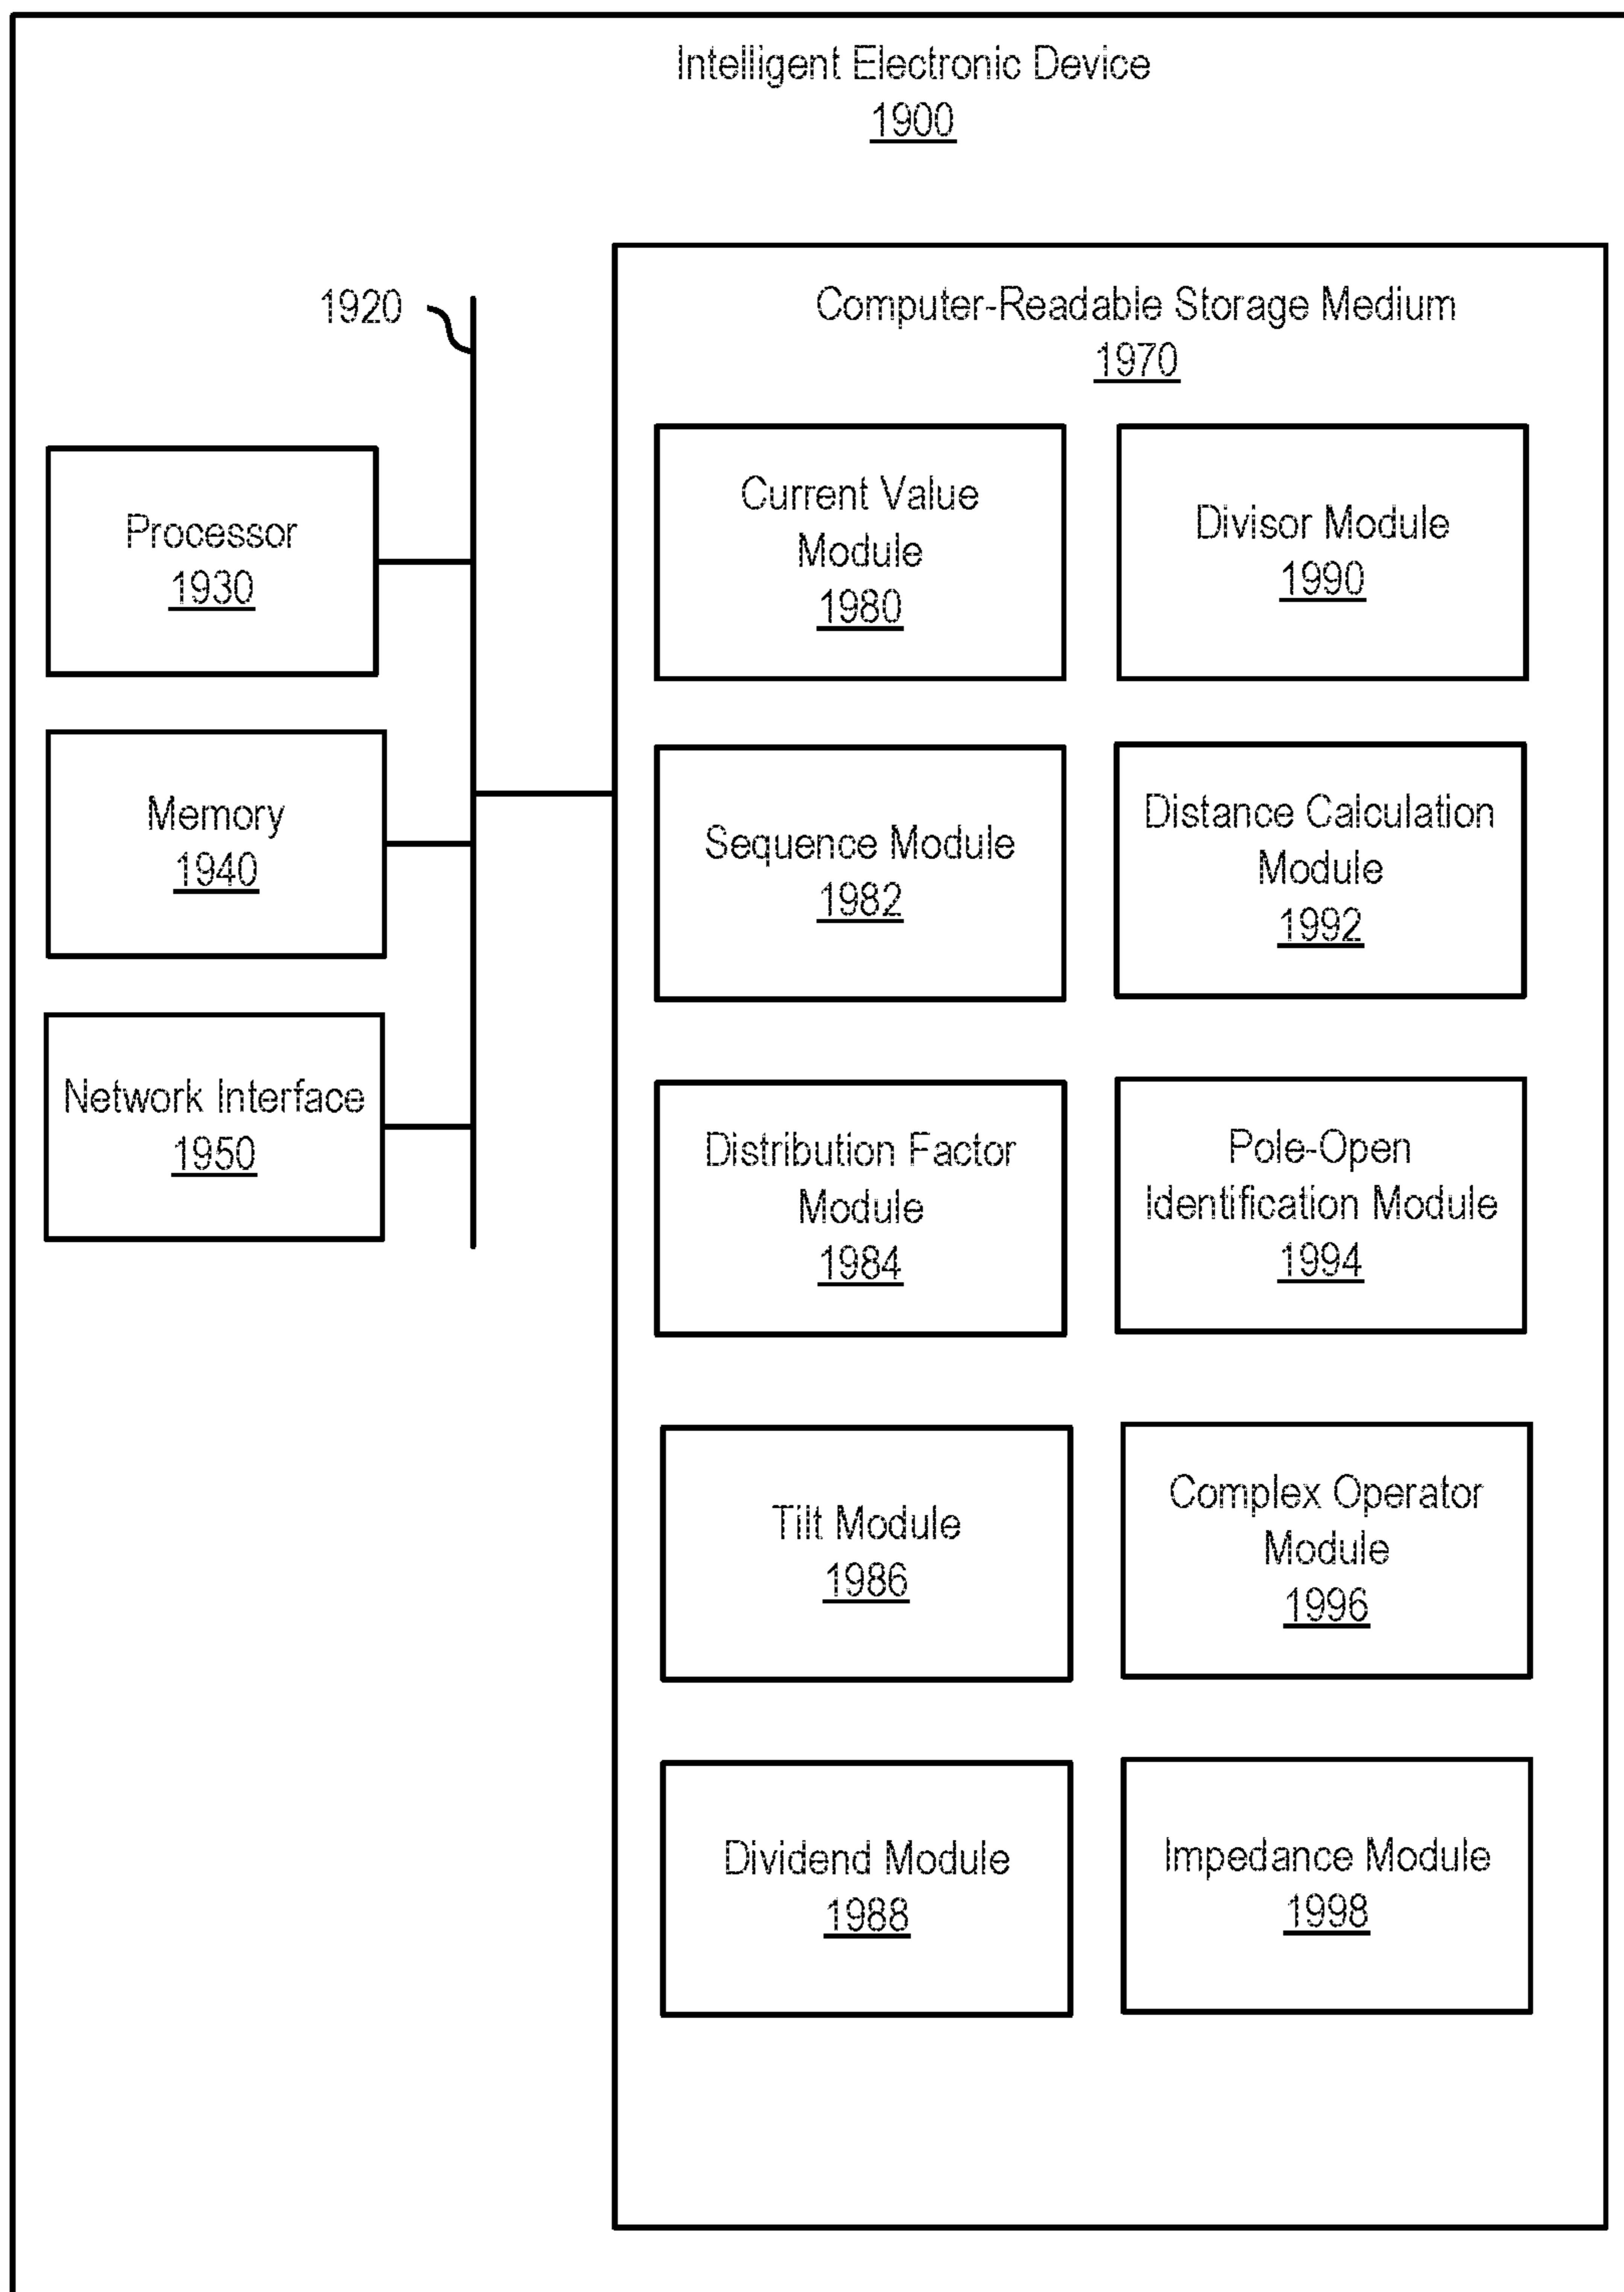 Intelligent Electronic Device
1900
1920
Processor
1930
Memory
1940
Network Interface
1950
Computer-Readable Storage Medium
1970
Current Value
Module
1980
Divisor Module
1990
Sequence Module
1982
Distance Calculation
Module
1992
Distribution Factor
Module
1984
Pole-Open
Identification Module
1994
Tilt Module
1986
Complex Operator
Module
1996
Dividend Module
1988
Impedance Module
1998